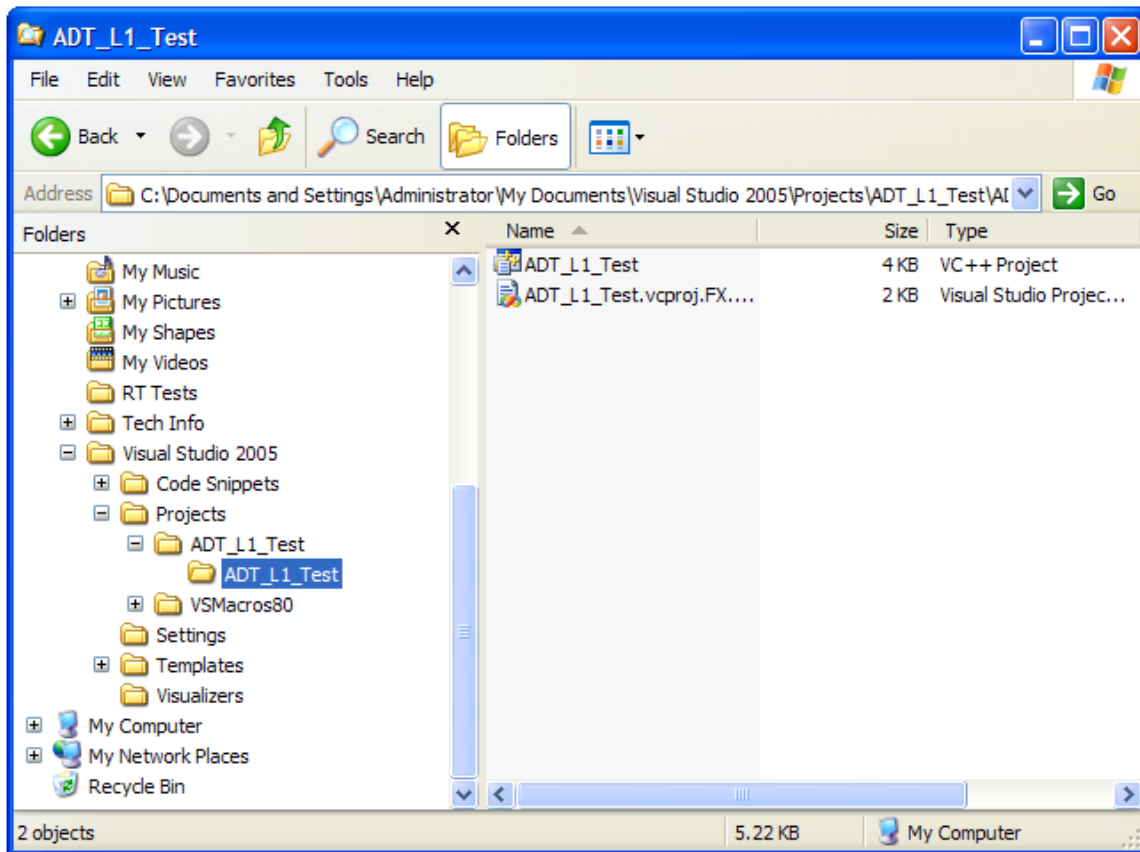 ADT_L1_Test
File Edit View Favorites Tools Help
Back Search Folders
Address C:\Documents and Settings\Administrator\My Documents\Visual Studio 2005\Projects\ADT_L1_Test\AD Go
Folders Name Size Type
My Music ADT_L1_Test 4 KB VC++ Project
My Pictures ADT_L1_Test.vcproj.FX.... 2 KB Visual Studio Projec...
My Shapes
My Videos
RT Tests
Tech Info
Visual Studio 2005
Code Snippets
Projects
ADT_L1_Test
ADT_L1_Test
VSMacros80
Settings
Templates
Visualizers
My Computer
My Network Places
Recycle Bin
2 objects 5.22 KB My Computer